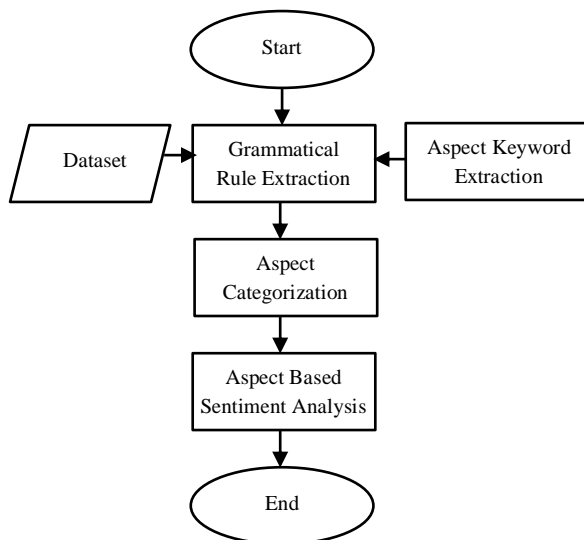 Start
Dataset
Grammatical
Rule Extraction
Aspect Keyword
Extraction
Aspect
Categorization
Aspect Based
Sentiment Analysis
End